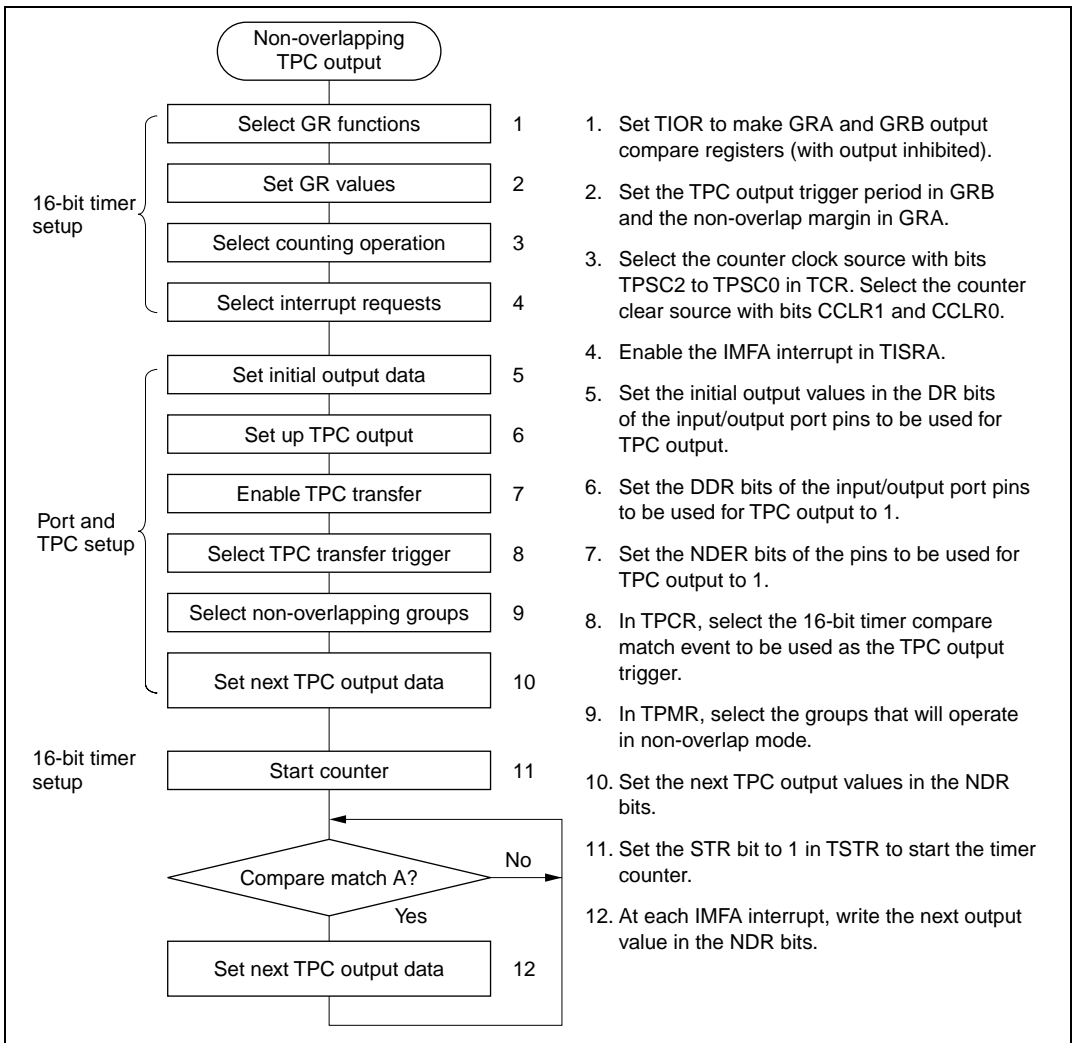 Non-overlapping
TPC output
16-bit timer
setup
Select GR functions 1
Set GR values 2
Select counting operation 3
Select interrupt requests 4
Port and
TPC setup
Set initial output data 5
Set up TPC output 6
Enable TPC transfer 7
Select TPC transfer trigger 8
Select non-overlapping groups 9
Set next TPC output data 10
16-bit timer
setup
Start counter 11
Compare match A?
No
Yes
Set next TPC output data 12
1. Set TIOR to make GRA and GRB output
compare registers (with output inhibited).
2. Set the TPC output trigger period in GRB
and the non-overlap margin in GRA.
3. Select the counter clock source with bits
TPSC2 to TPSC0 in TCR. Select the counter
clear source with bits CCLR1 and CCLR0.
4. Enable the IMFA interrupt in TISRA.
5. Set the initial output values in the DR bits
of the input/output port pins to be used for
TPC output.
6. Set the DDR bits of the input/output port pins
to be used for TPC output to 1.
7. Set the NDER bits of the pins to be used for
TPC output to 1.
8. In TPCR, select the 16-bit timer compare
match event to be used as the TPC output
trigger.
9. In TPMR, select the groups that will operate
in non-overlap mode.
10. Set the next TPC output values in the NDR
bits.
11. Set the STR bit to 1 in TSTR to start the timer
counter.
12. At each IMFA interrupt, write the next output
value in the NDR bits.